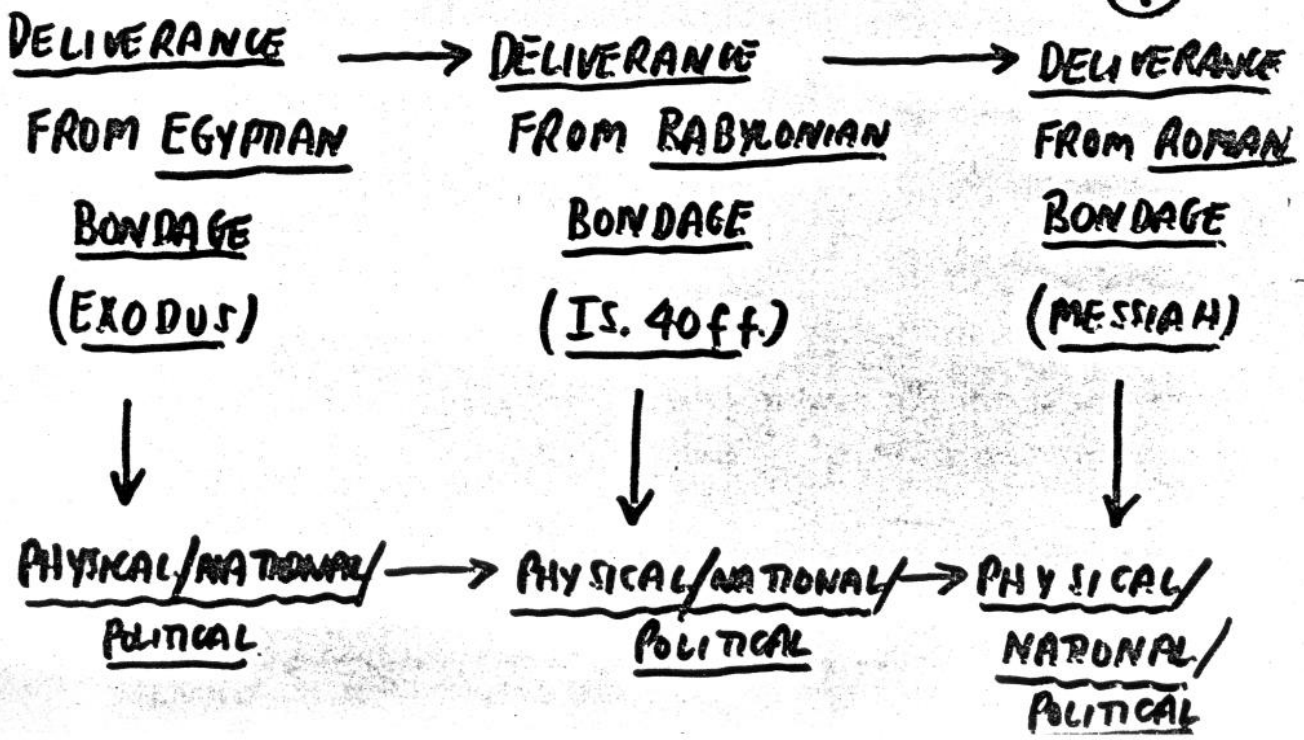 DELIVERANCE
FROM EGYPTIAN
BONDAGE
(EXODUS)
PHYSICAL/NATIONAL/
POLITICAL
DELIVERANCE
FROM BABYLONIAN
BONDAGE
(IS. 40ff.)
PHYSICAL/NATIONAL/
POLITICAL
DELIVERANCE
FROM ROMAN
BONDAGE
(MESSIAH)
PHYSICAL/
NATIONAL/
POLITICAL